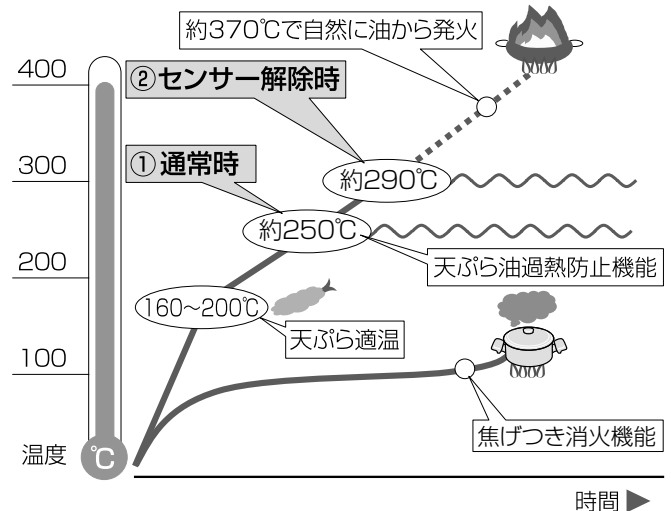 約370℃で自然に油から発火
400
②センサー解除時
300
①通常時
約290℃
約250℃
200
天ぷら油過熱防止機能
160～200℃
天ぷら適温
100
焦げつき消火機能
温度
℃
時間